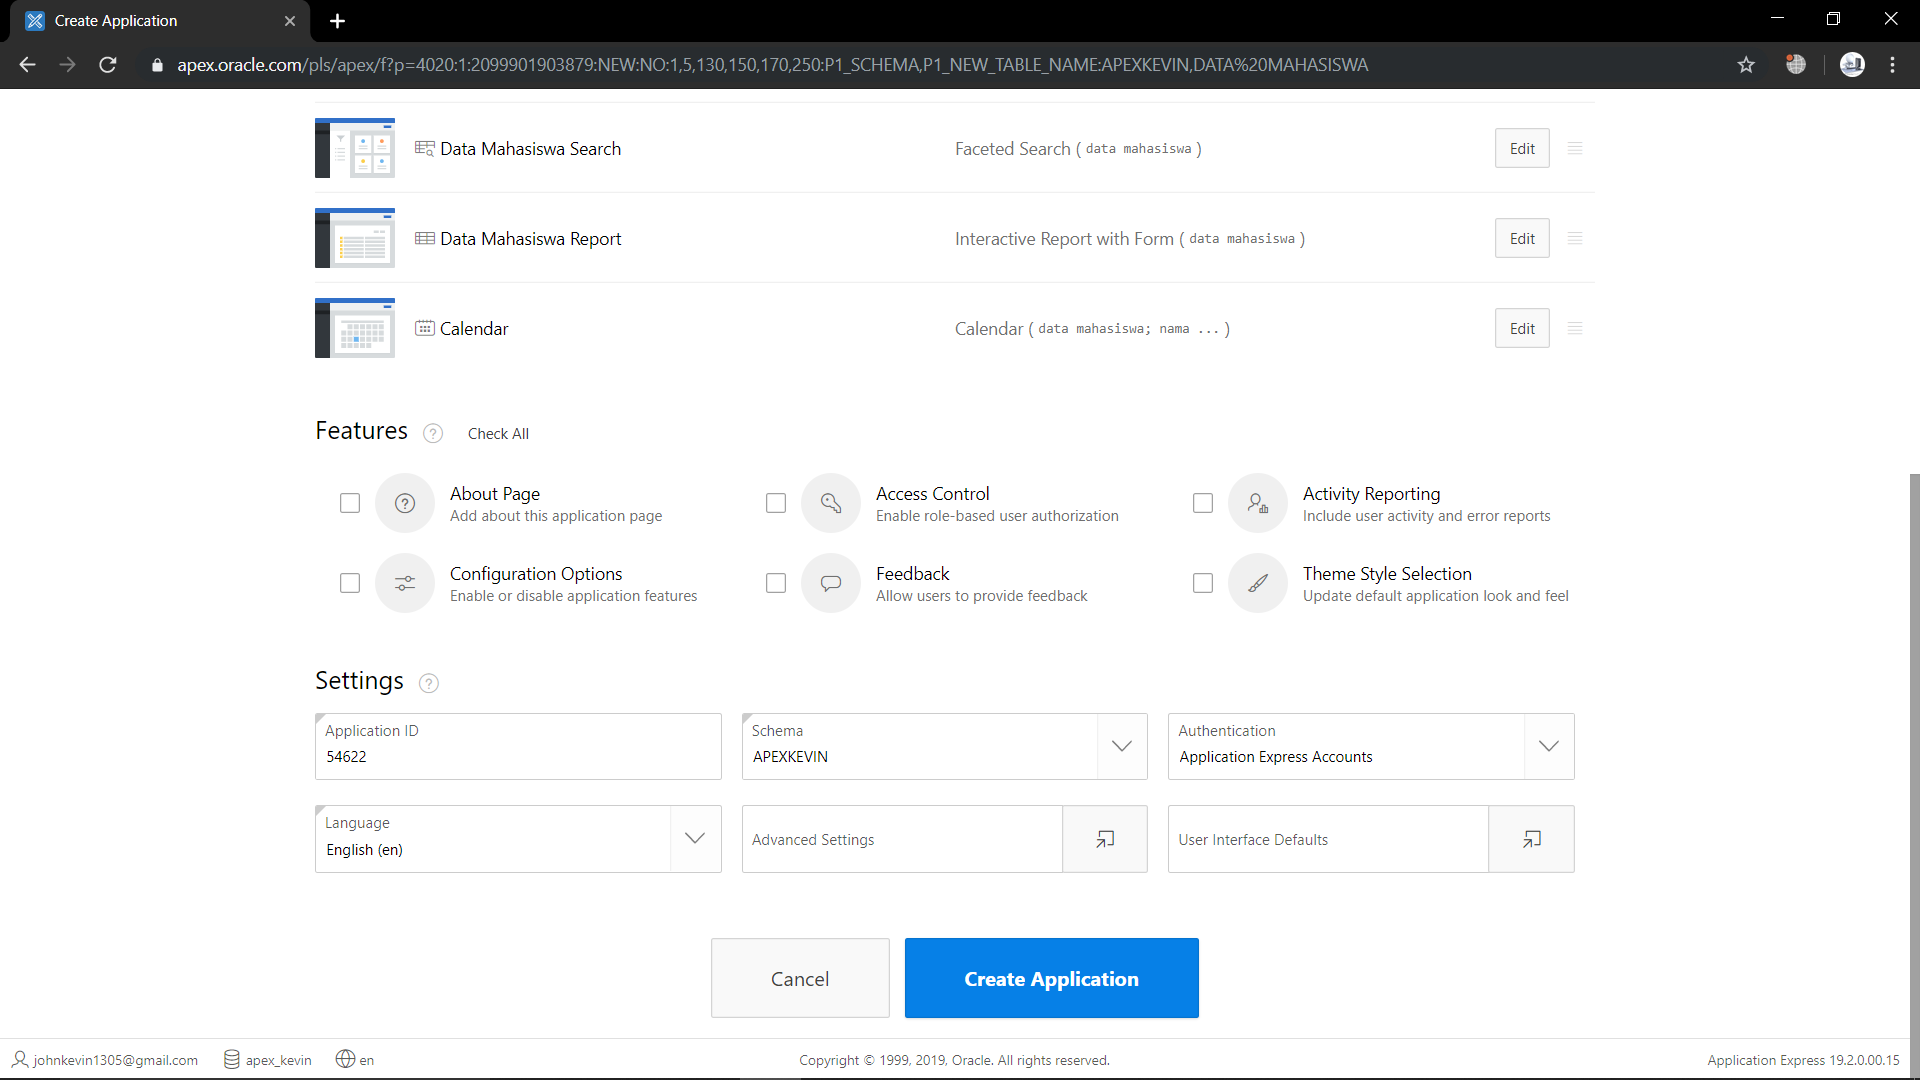 Create Application
apex.oracle.com/pls/apex/f?p=4020:1:2099901903879:NEW:NO:1,5,130,150,170,250:P1_SCHEMA,P1_NEW_TABLE_NAME:APEXKEVIN,DATA%20MAHASISWA
Data Mahasiswa Search Faceted Search ( data mahasiswa ) Edit
Data Mahasiswa Report Interactive Report with Form ( data mahasiswa ) Edit
Calendar Calendar ( data mahasiswa; nama ... ) Edit
Features ? Check All
? About Page
Add about this application page
Access Control
Enable role-based user authorization
Activity Reporting
Include user activity and error reports
Configuration Options
Enable or disable application features
Feedback
Allow users to provide feedback
Theme Style Selection
Update default application look and feel
Settings ?
Application ID
54622
Schema
APEXKEVIN
Authentication
Application Express Accounts
Language
English (en)
Advanced Settings
User Interface Defaults
Cancel
Create Application
johnkevin1305@gmail.com apex_kevin en
Copyright © 1999, 2019, Oracle. All rights reserved.
Application Express 19.2.0.00.15